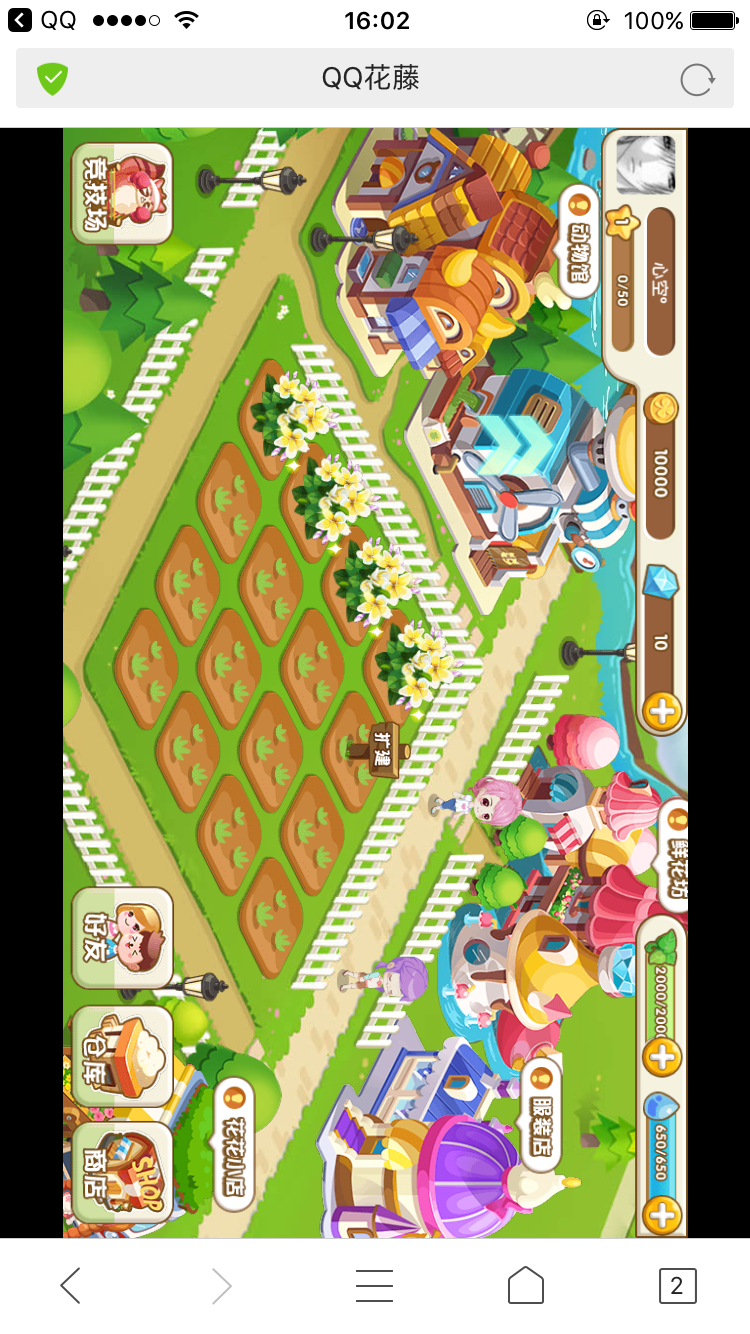 QQ
16:02
100%
QQ花藤
心空°
1
0/50
10000
10
2000/2000
650/650
竞技场
动物馆
鲜花坊
扩建
服装店
花花小店
好友
仓库
SHOP
商店
2